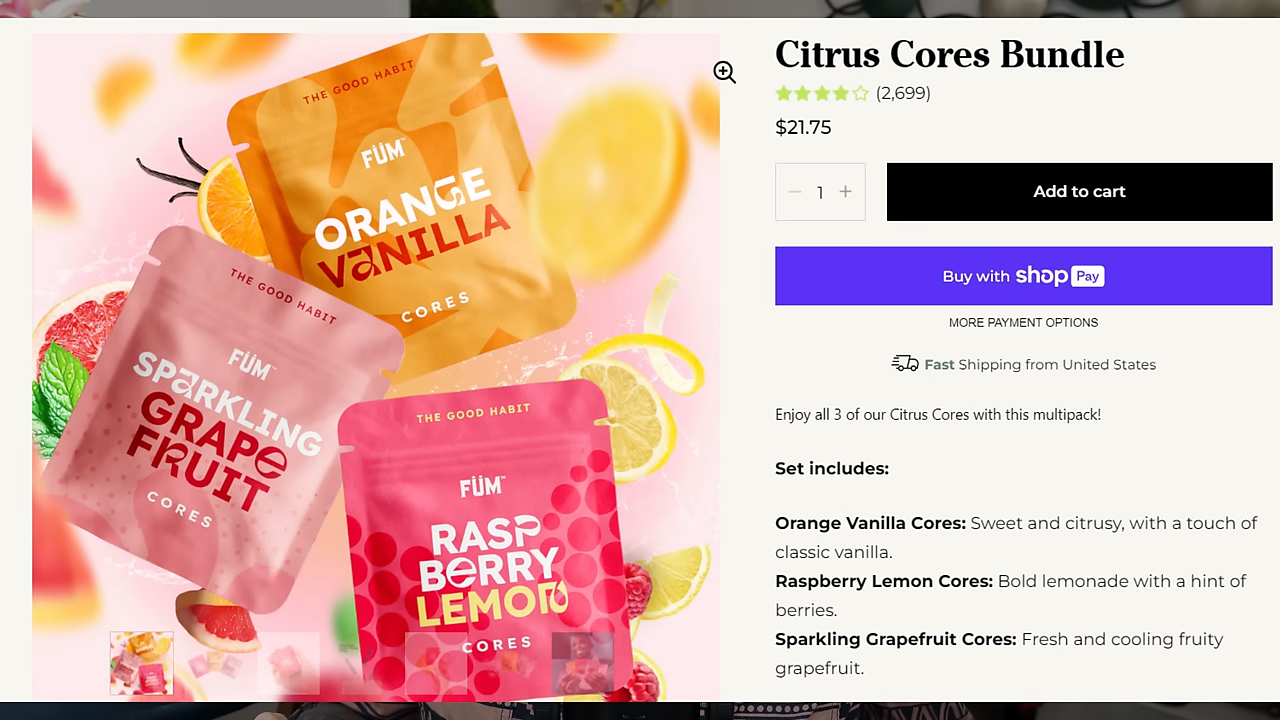 THE GOOD HABIT
FÜM™
ORANGE
VANILLA
CORES
THE GOOD HABIT
FÜM™
SPARKLING
GRAPE
FRUIT
CORES
THE GOOD HABIT
FÜM™
RASP
BERRY
LEMON
CORES
Citrus Cores Bundle
(2,699)
$21.75
1
Add to cart
Buy with shop Pay
MORE PAYMENT OPTIONS
Fast Shipping from United States
Enjoy all 3 of our Citrus Cores with this multipack!
Set includes:
Orange Vanilla Cores: Sweet and citrusy, with a touch of
classic vanilla.
Raspberry Lemon Cores: Bold lemonade with a hint of
berries.
Sparkling Grapefruit Cores: Fresh and cooling fruity
grapefruit.